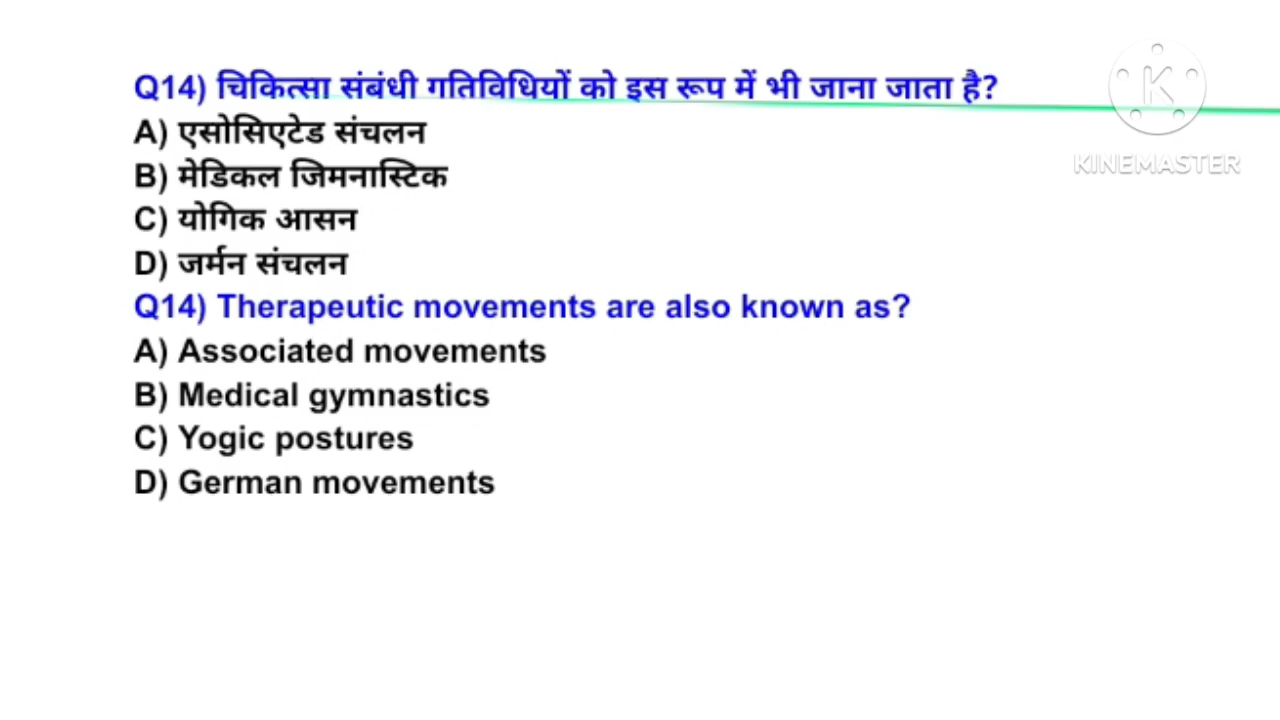 Q14) चिकित्सा संबंधी गतिविधियों को इस रूप में भी जाना जाता है?
A) एसोसिएटेड संचलन
B) मेडिकल जिमनास्टिक
C) योगिक आसन
D) जर्मन संचलन
Q14) Therapeutic movements are also known as?
A) Associated movements
B) Medical gymnastics
C) Yogic postures
D) German movements
K
KINEMASTER